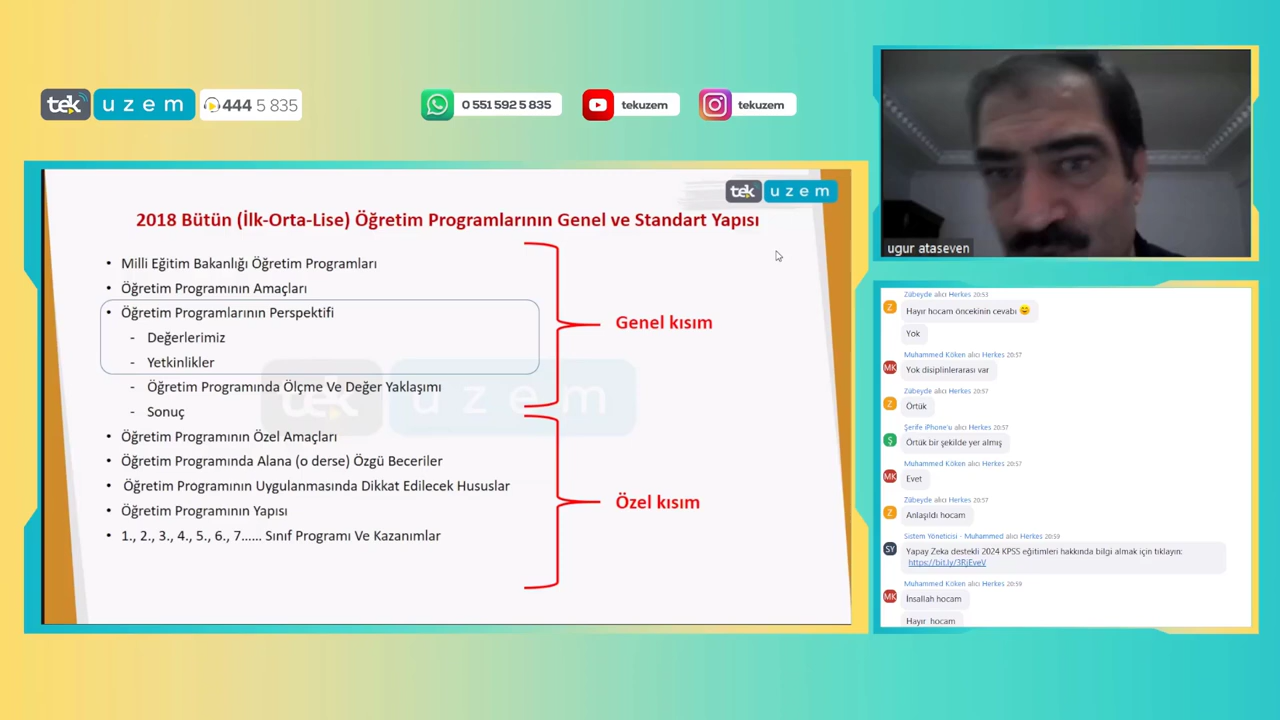 tek uzem 444 5 835
0 551 592 5 835
tekuzem
tekuzem
tek uzem
2018 Bütün (İlk-Orta-Lise) Öğretim Programlarının Genel ve Standart Yapısı
• Milli Eğitim Bakanlığı Öğretim Programları
• Öğretim Programının Amaçları
• Öğretim Programlarının Perspektifi
- Değerlerimiz
- Yetkinlikler
- Öğretim Programında Ölçme Ve Değer Yaklaşımı
- Sonuç
Genel kısım
• Öğretim Programının Özel Amaçları
• Öğretim Programında Alana (o derse) Özgü Beceriler
• Öğretim Programının Uygulanmasında Dikkat Edilecek Hususlar
• Öğretim Programının Yapısı
• 1., 2., 3., 4., 5., 6., 7...... Sınıf Programı Ve Kazanımlar
Özel kısım
tek uzem
ugur ataseven
Zübeyde alıcı Herkes 20:53
Z
Hayır hocam öncekinin cevabı
Yok
Muhammed Köken alıcı Herkes 20:57
MK
Yok disiplinlerarası var
Zübeyde alıcı Herkes 20:57
Z
Örtük
Şerife iPhone'u alıcı Herkes 20:57
Ş
Örtük bir şekilde yer almış
Muhammed Köken alıcı Herkes 20:57
MK
Evet
Zübeyde alıcı Herkes 20:57
Z
Anlaşıldı hocam
Sistem Yöneticisi - Muhammed alıcı Herkes 20:59
SY
Yapay Zeka destekli 2024 KPSS eğitimleri hakkında bilgi almak için tıklayın:
https://bit.ly/3RjEveV
Muhammed Köken alıcı Herkes 20:59
MK
İnsallah hocam
Hayır hocam